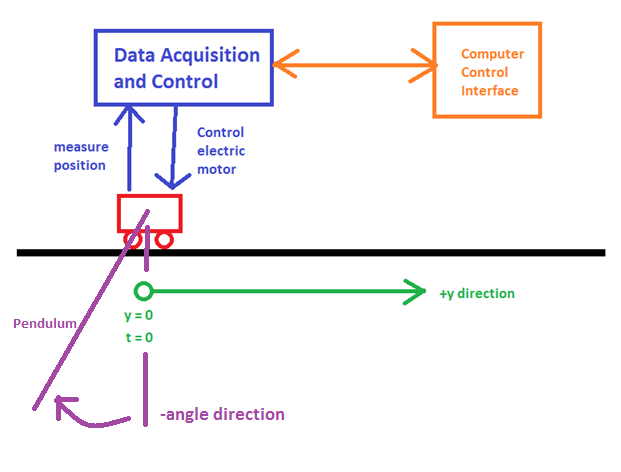 Data Acquisition
and Control
Computer
Control
Interface
measure
position
Control
electric
motor
+y direction
y = 0
t = 0
Pendulum
-angle direction